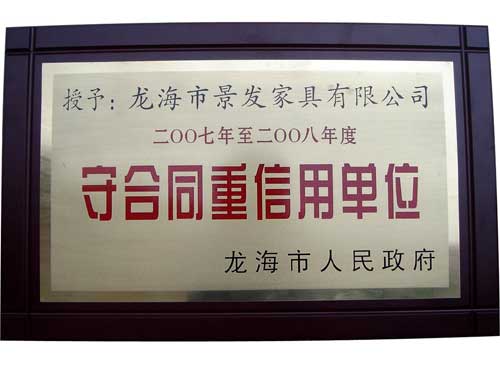 授予：龙海市景发家具有限公司
二〇〇七年至二〇〇八年度
守合同重信用单位
龙海市人民政府